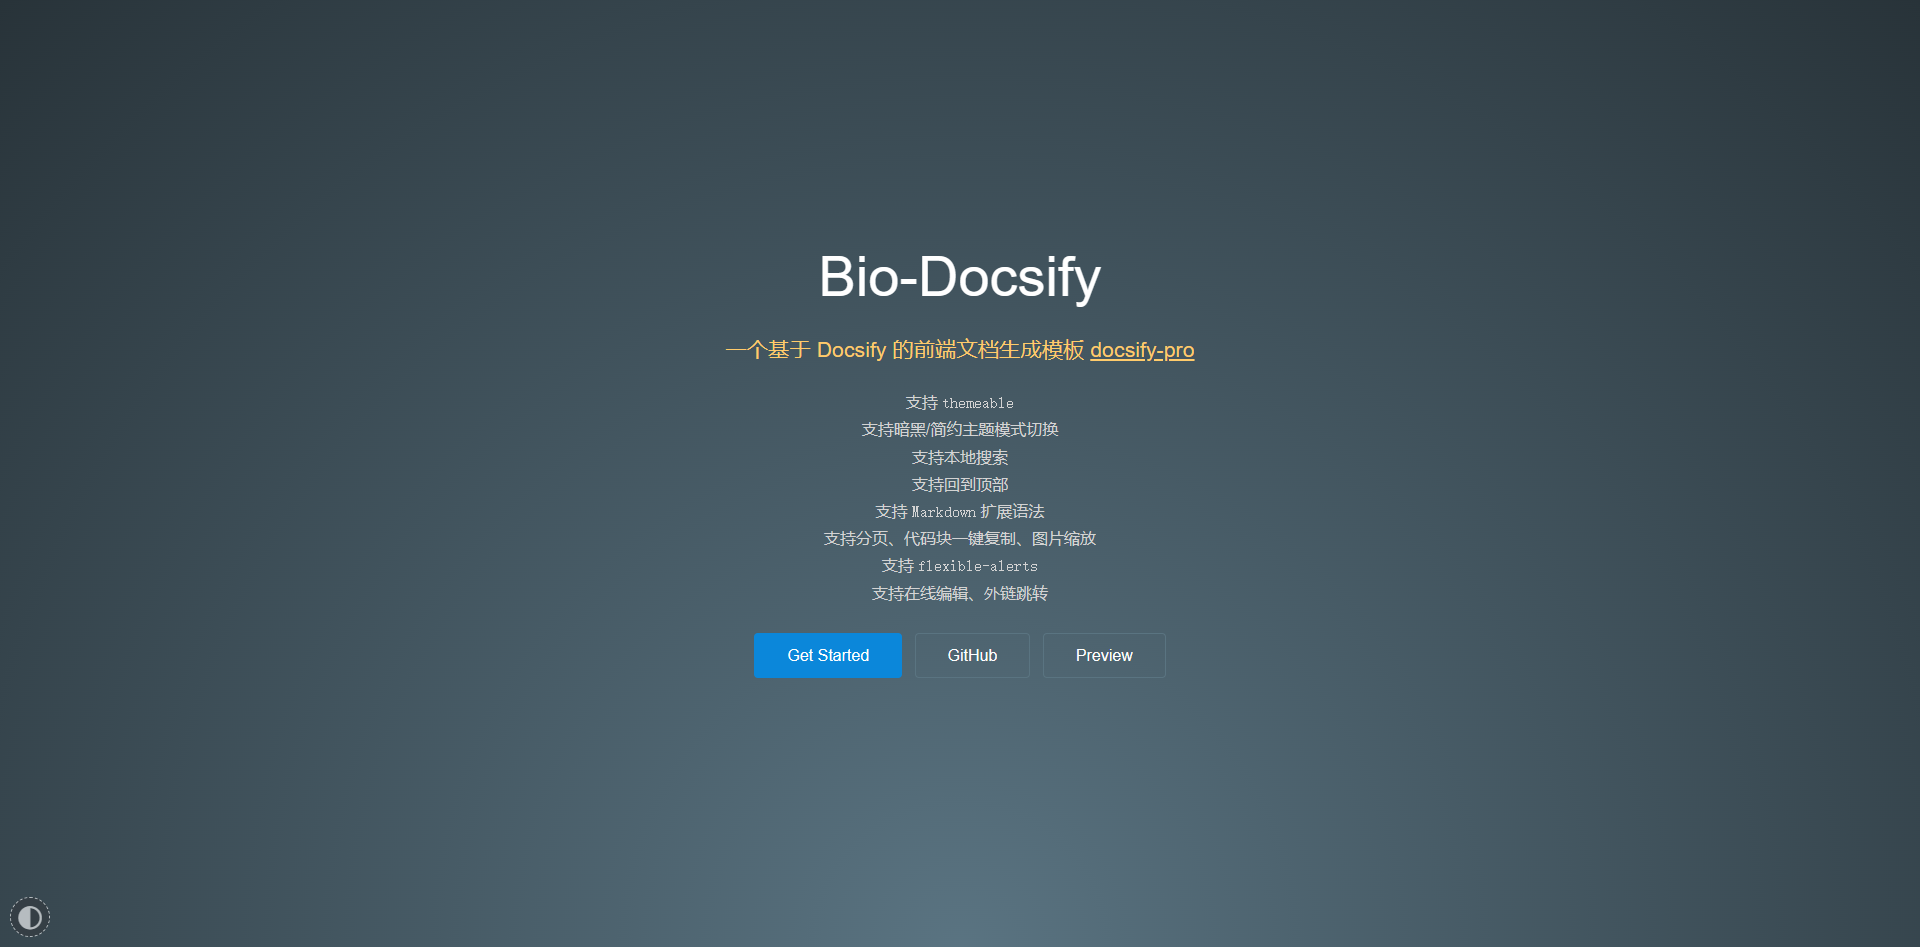 Bio-Docsify
一个基于 Docsify 的前端文档生成模板 docsify-pro
支持 themeable
支持暗黑/简约主题模式切换
支持本地搜索
支持回到顶部
支持 Markdown 扩展语法
支持分页、代码块一键复制、图片缩放
支持 flexible-alerts
支持在线编辑、外链跳转
Get Started GitHub Preview